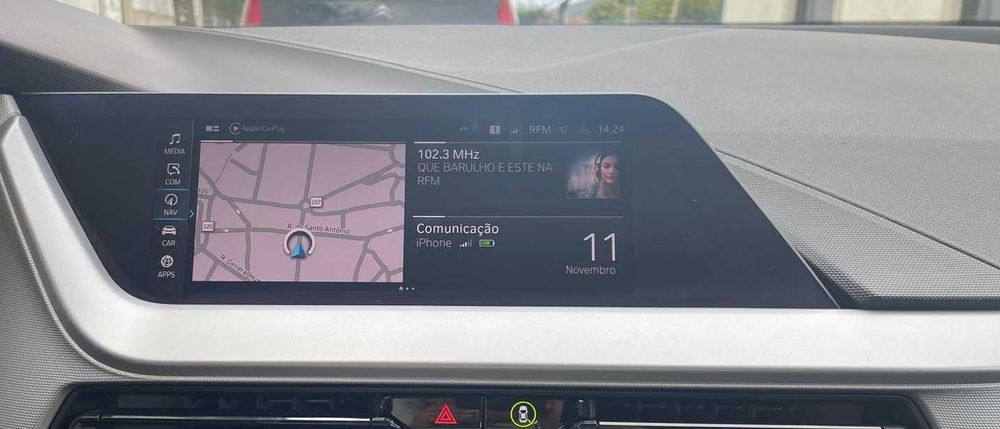 Apple CarPlay
1
RFM
14:24
MEDIA
COM
NAV
CAR
APPS
207
320
R. de Santo António
102.3 MHz
QUE BARULHO E ESTE NA
RFM
Comunicação
iPhone
11
Novembro